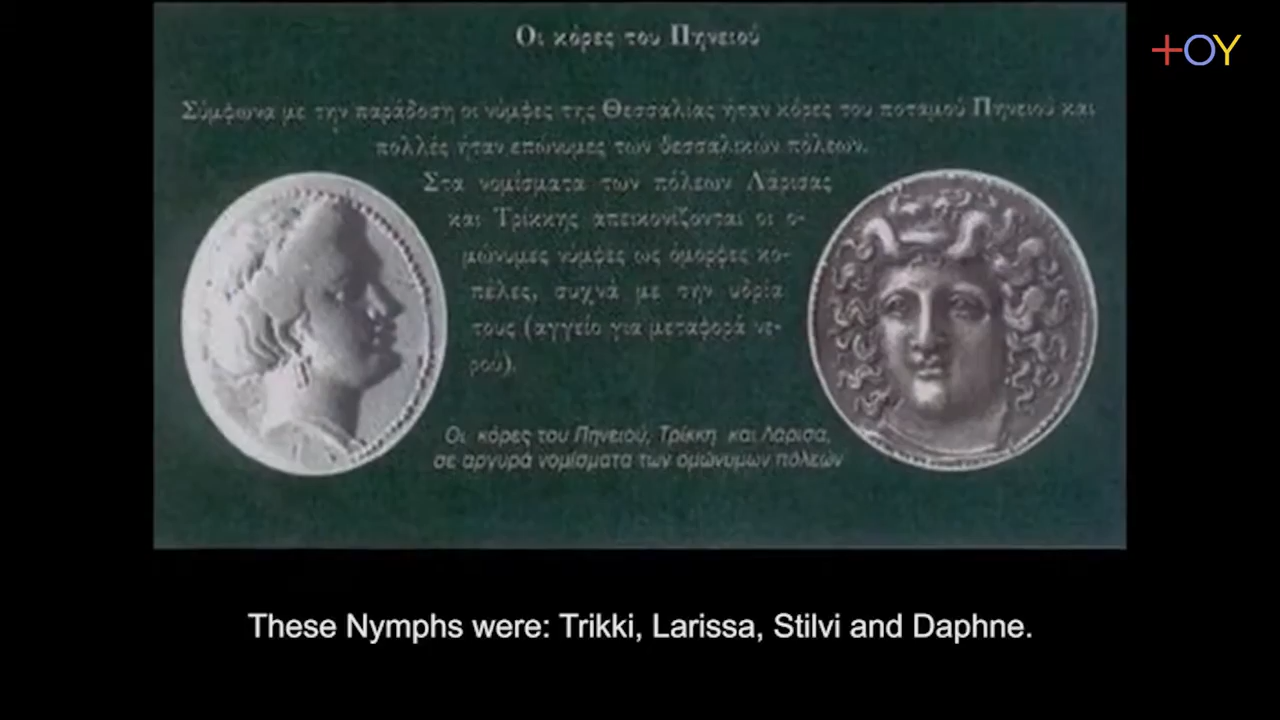 Οι κόρες του Πηνειού
+OY
Σύμφωνα με την παράδοση οι νύμφες της Θεσσαλίας ήταν κόρες του ποταμού Πηνειού και
πολλές ήταν επώνυμες των θεσσαλικών πόλεων.
Στα νομίσματα των πόλεων Λάρισας
και Τρίκκης απεικονίζονται οι ο-
μώνυμες νύμφες ως όμορφες κο-
πέλες, συχνά με την υδρία
τους (αγγείο για μεταφορά νε-
ρού).
Οι κόρες του Πηνειού, Τρίκκη και Λάρισα,
σε αργυρά νομίσματα των ομώνυμων πόλεων
These Nymphs were: Trikki, Larissa, Stilvi and Daphne.